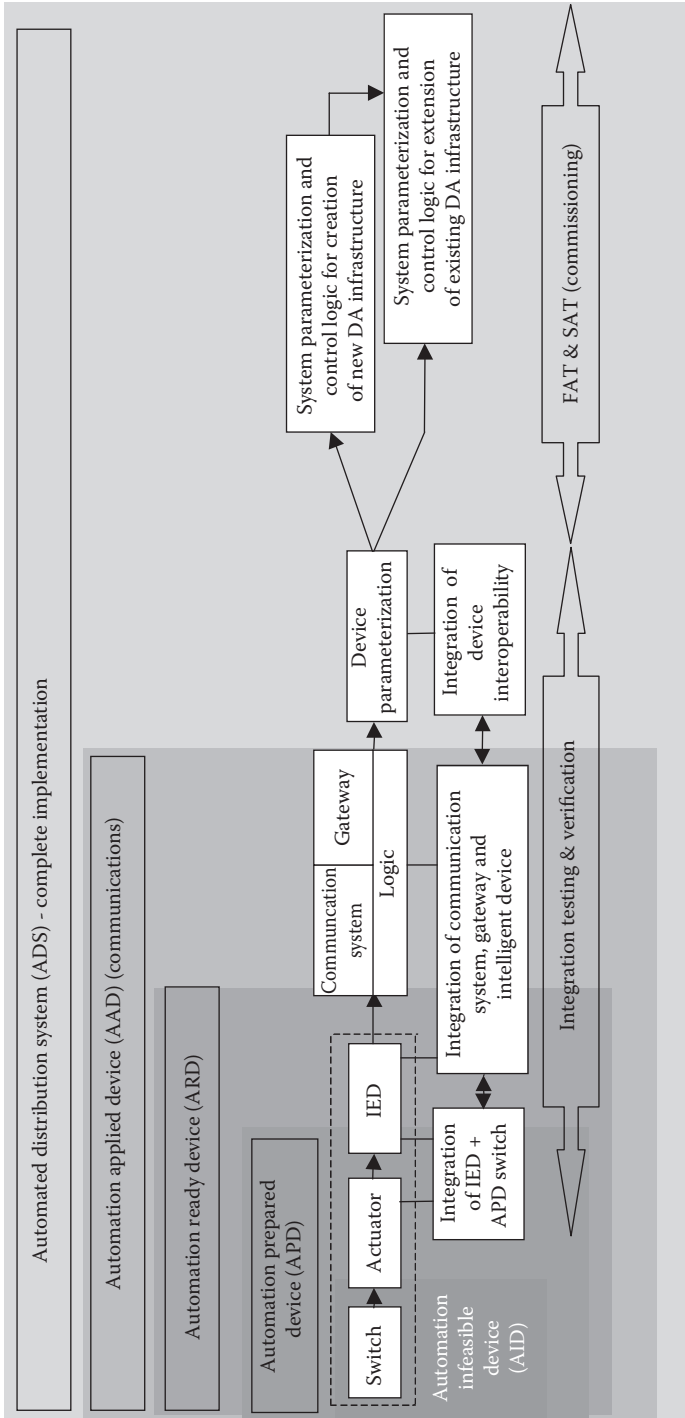 Automated distribution system (ADS) - complete implementation
Automation applied device (AAD) (communications)
Automation ready device (ARD)
Automation prepared
device (APD)
Switch
Actuator
IED
Communcation
system
Gateway
Logic
Device
parameterization
System parameterization and
control logic for creation
of new DA infrastructure
System parameterization and
control logic for extension
of existing DA infrastructure
Automation
infeasible
device
(AID)
Integration
of IED +
APD switch
Integration of communication
system, gateway and
intelligent device
Integration of
device
interoperability
Integration testing & verification
FAT & SAT (commissioning)